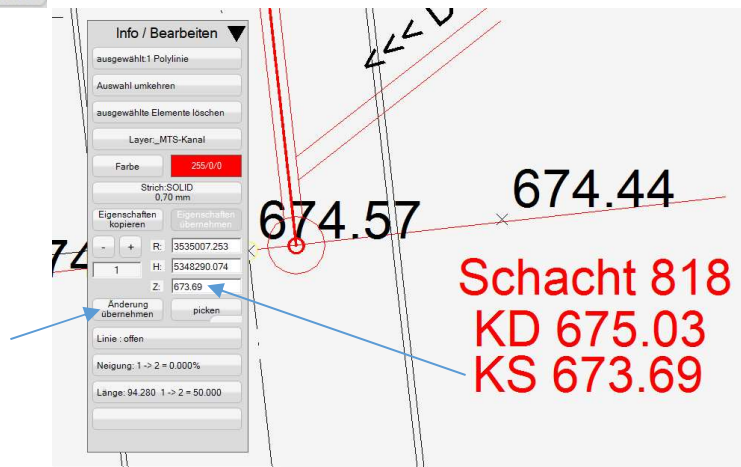 Info / Bearbeiten
ausgewählt:1 Polylinie
Auswahl umkehren
ausgewählte Elemente löschen
Layer:_MTS-Kanal
Farbe 255/0/0
Strich:SOLID
0,70 mm
Eigenschaften
kopieren
Eigenschaften
übernehmen
- + R: 3535007.253
1 H: 5348290.074
Z: 673.69
Änderung
übernehmen
picken
Linie : offen
Neigung: 1 -> 2 = 0.000%
Länge: 94.280 1 -> 2 = 50.000
<<< D
674.57
674.44
Schacht 818
KD 675.03
KS 673.69